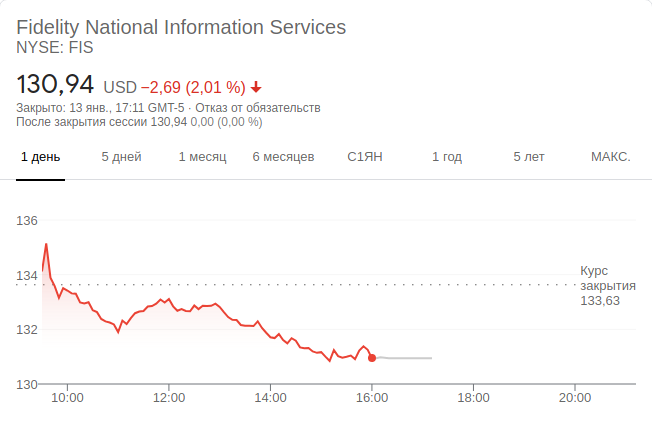 Fidelity National Information Services
NYSE: FIS
130,94 USD −2,69 (2,01 %)
Закрыто: 13 янв., 17:11 GMT-5 · Отказ от обязательств
После закрытия сессии 130,94 0,00 (0,00 %)
1 день 5 дней 1 месяц 6 месяцев С1ЯН 1 год 5 лет МАКС.
136
134
132
130
Курс
закрытия
133,63
10:00 12:00 14:00 16:00 18:00 20:00